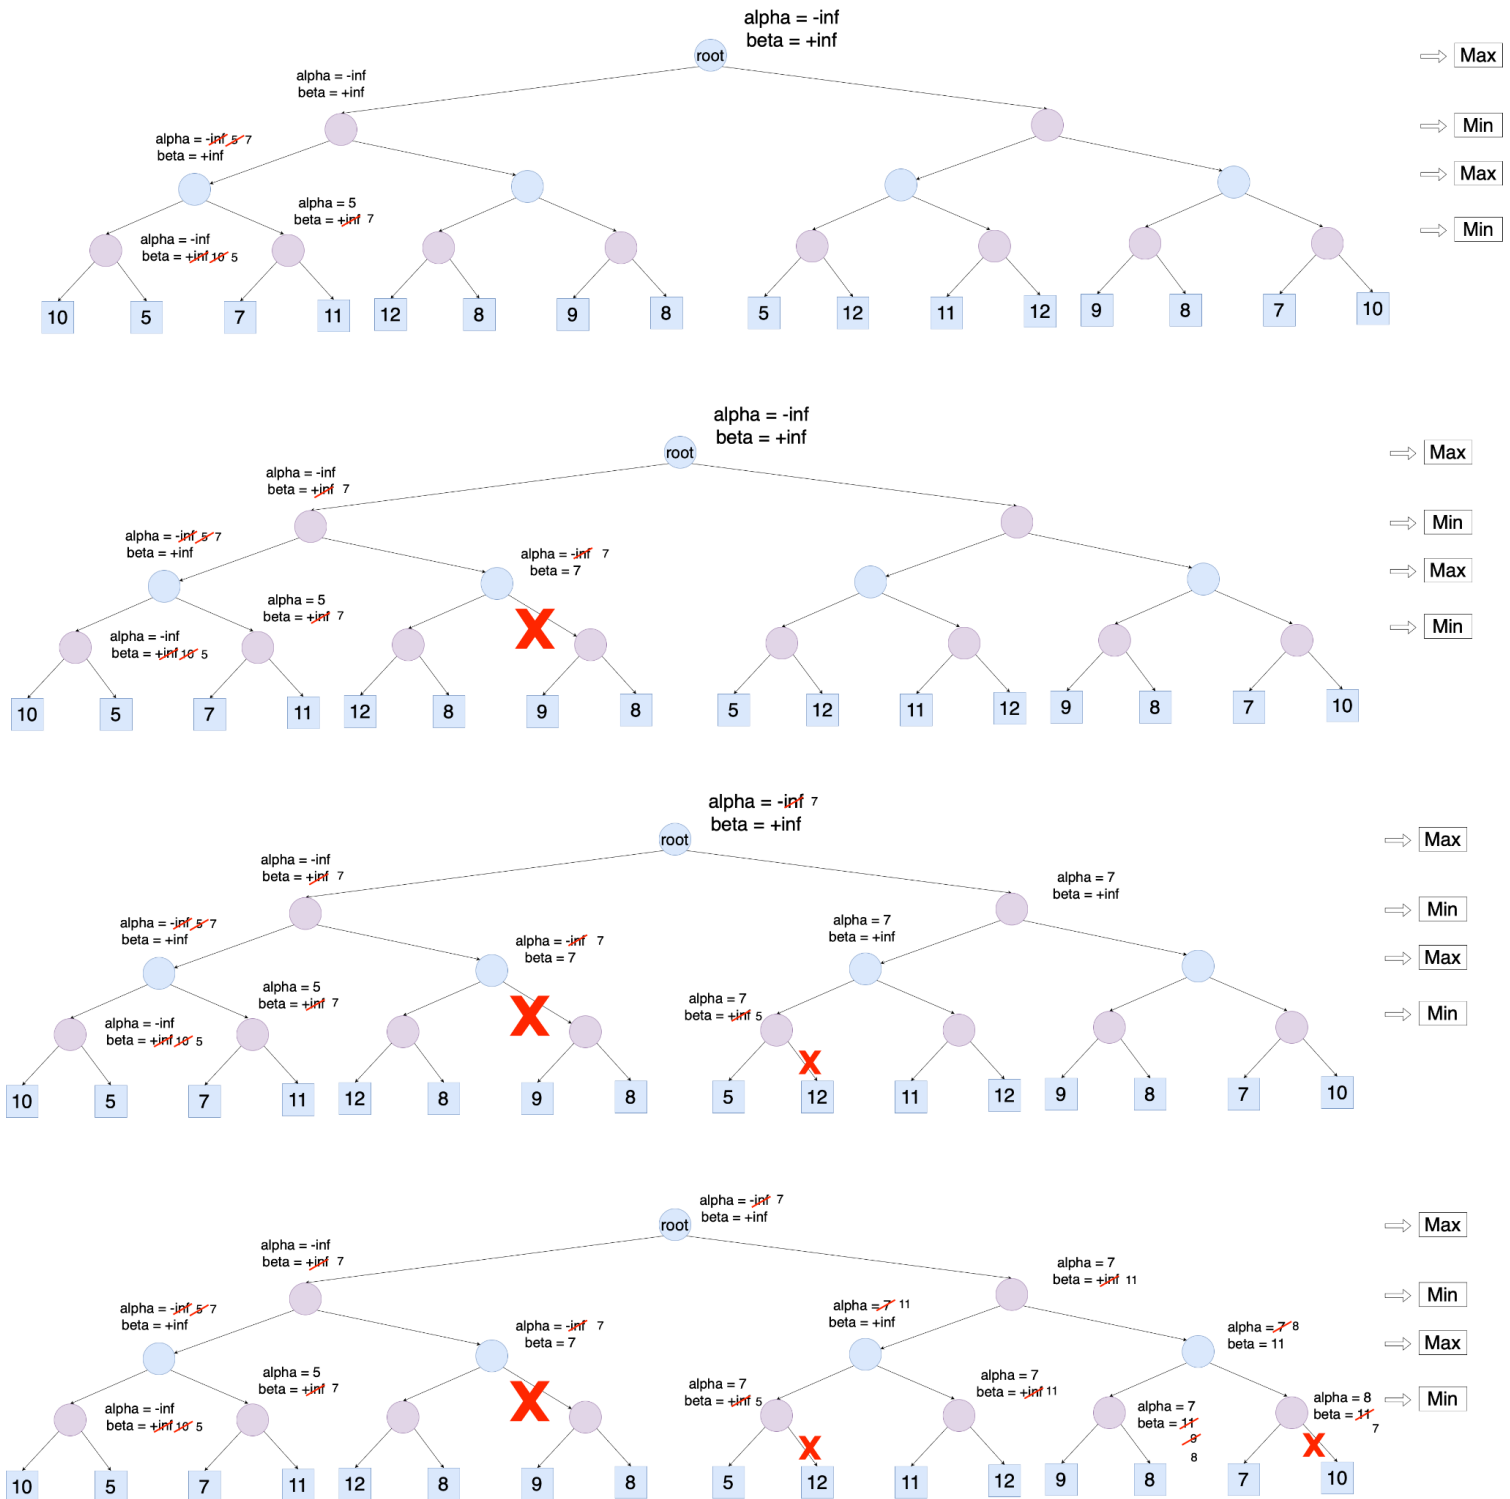 alpha = -inf
beta = +inf
root
Max
alpha = -inf
beta = +inf
Min
alpha = -inf 5 7
beta = +inf
Max
alpha = 5
beta = +inf 7
alpha = -inf
beta = +inf 10 5
Min
10 5 7 11 12 8 9 8 5 12 11 12 9 8 7 10
alpha = -inf
beta = +inf
root
Max
alpha = -inf
beta = +inf 7
Min
alpha = -inf 5 7
beta = +inf
alpha = -inf 7
beta = 7
Max
alpha = 5
beta = +inf 7
X
alpha = -inf
beta = +inf 10 5
Min
10 5 7 11 12 8 9 8 5 12 11 12 9 8 7 10
alpha = -inf 7
beta = +inf
root
Max
alpha = -inf
beta = +inf 7
alpha = 7
beta = +inf
Min
alpha = -inf 5 7
beta = +inf
alpha = -inf 7
beta = 7
alpha = 7
beta = +inf
Max
alpha = 5
beta = +inf 7
X
alpha = 7
beta = +inf 5
alpha = -inf
beta = +inf 10 5
Min
X
10 5 7 11 12 8 9 8 5 12 11 12 9 8 7 10
alpha = -inf 7
beta = +inf
root
Max
alpha = -inf
beta = +inf 7
alpha = 7
beta = +inf 11
Min
alpha = -inf 5 7
beta = +inf
alpha = -inf 7
beta = 7
alpha = 7 11
beta = +inf
alpha = 7 8
beta = 11
Max
alpha = 5
beta = +inf 7
X
alpha = 7
beta = +inf 5
alpha = 7
beta = +inf 11
alpha = -inf
beta = +inf 10 5
alpha = 7
beta = 11
9
8
alpha = 8
beta = 11
7
Min
X
X
10 5 7 11 12 8 9 8 5 12 11 12 9 8 7 10